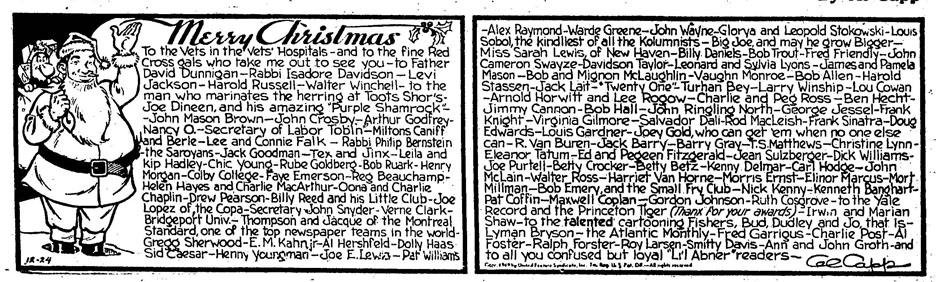 Merry Christmas
To the Vets in the Vets' Hospitals - and to the fine Red
Cross gals who take me out to see you - to Father
David Dunnigan - Rabbi Isadore Davidson - Levi
Jackson - Harold Russell - Walter Winchell - to the
man who marinates the herring at Toots Shor's -
Joe Dineen, and his amazing "Purple Shamrock" -
- John Mason Brown - John Crosby - Arthur Godfrey -
Nancy O. - Secretary of Labor Tobin - Miltons Caniff
and Berle - Lee and Connie Falk - Rabbi Philip Bernstein -
the Saroyans - Jack Goodman - Tex and Jinx - Leila and
Kip Hadley - Chic Young - Rube Goldberg - Bob Ruark - Henry
Morgan - Colby College - Faye Emerson - Reg Beauchamp -
Helen Hayes and Charlie MacArthur - Oona and Charlie
Chaplin - Drew Pearson - Billy Reed and his Little Club - Joe
Lopez of the Copa - Secretary John Snyder - Verne Clark -
Bridgeport Univ. - Thompson and Jacque of the Montreal
Standard, one of the top newspaper teams in the world -
Gregg Sherwood - E. M. Kahn, jr - Al Hershfeld - Dolly Haas
Sid Caesar - Henny Youngman - Joe E. Lewis - Pat Williams
12-24
- Alex Raymond - Warde Greene - John Wayne - Glorya and Leopold Stokowski - Louis
Sobol, the kindliest of all the Kolumnists - Big Joe, and may he grow Bigger -
Miss Sarah Lewis, of New Haven - Billy Daniels - Bob Trout - Fred Friendly - John
Cameron Swayze - Davidson Taylor - Leonard and Sylvia Lyons - James and Pamela
Mason - Bob and Mignon McLaughlin - Vaughn Monroe - Bob Allen - Harold
Stassen - Jack Lait - "Twenty One" - Turhan Bey - Larry Winship - Lou Cowan
- Arnold Horwitt and Lee Rogow - Charlie and Peg Ross - Ben Hecht -
Jimmy Cannon - Bob Hall - John Ringling North - George Jessel - Frank
Knight - Virginia Gilmore - Salvador Dali - Rod MacLeish - Frank Sinatra - Doug
Edwards - Louis Gardner - Joey Gold, who can get 'em when no one else
can - R. Van Buren - Jack Barry - Barry Gray - T.S. Matthews - Christine Lynn -
Eleanor Tatum - Ed and Pegeen Fitzgerald - Jean Sulzberger - Dick Williams -
Joe Purtell - Betty Crocker - Betty Betz - Kenny Delmar - Carl Hodge - John
McLain - Walter Ross - Harriet Van Horne - Morris Ernst - Elinor Margus - Mort
Millman - Bob Emery, and the Small Fry Club - Nick Kenny - Kenneth Banghart -
Pat Coffin - Maxwell Coplan - Gordon Johnson - Ruth Cosgrove - to the Yale
Record and the Princeton Tiger (Thank For your awards) - Irwin and Marian
Shaw - to the talented cartooning Fishers, Bud, Dudley and Jo, that is -
Lyman Bryson - the Atlantic Monthly - Fred Garrigus - Charlie Post - Al
Foster - Ralph Forster - Roy Larsen - Smitty Davis - Ann and John Groth - and
to all you confused but loyal "Li'l Abner" readers -
Al Capp